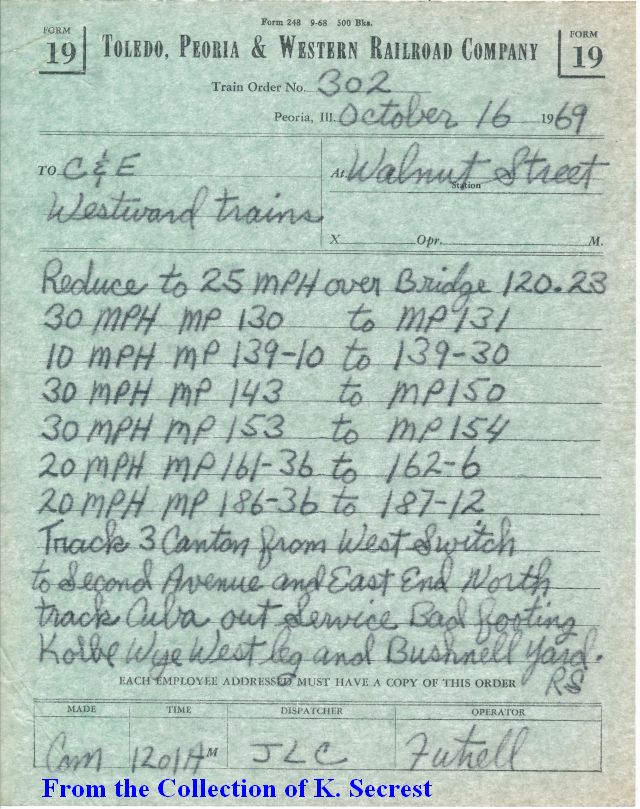 Form 248 9-68 500 Bks.
FORM 19
TOLEDO, PEORIA & WESTERN RAILROAD COMPANY
FORM 19
Train Order No. 302
Peoria, Ill. October 16 1969
TO C&E
At Walnut Street
Station
Westward trains
X Opr. M.
Reduce to 25 MPH over Bridge 120.23
30 MPH MP 130 to MP 131
10 MPH MP 139-10 to 139-30
30 MPH MP 143 to MP 150
30 MPH MP 153 to MP 154
20 MPH MP 161-36 to 162-6
20 MPH MP 186-36 to 187-12
Track 3 Canton from West Switch
to Second Avenue and East End North
track Cuba out Service Bad footing
Kolbe Wye West leg and Bushnell Yard.
RS
EACH EMPLOYEE ADDRESSED MUST HAVE A COPY OF THIS ORDER
MADE TIME DISPATCHER OPERATOR
Com 1201A M JLC Futrell
From the Collection of K. Secrest